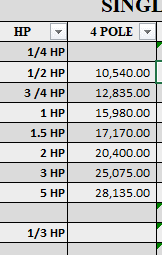 SINGL
HP 4 POLE
1/4 HP
1/2 HP 10,540.00
3 /4 HP 12,835.00
1 HP 15,980.00
1.5 HP 17,170.00
2 HP 20,400.00
3 HP 25,075.00
5 HP 28,135.00
1/3 HP